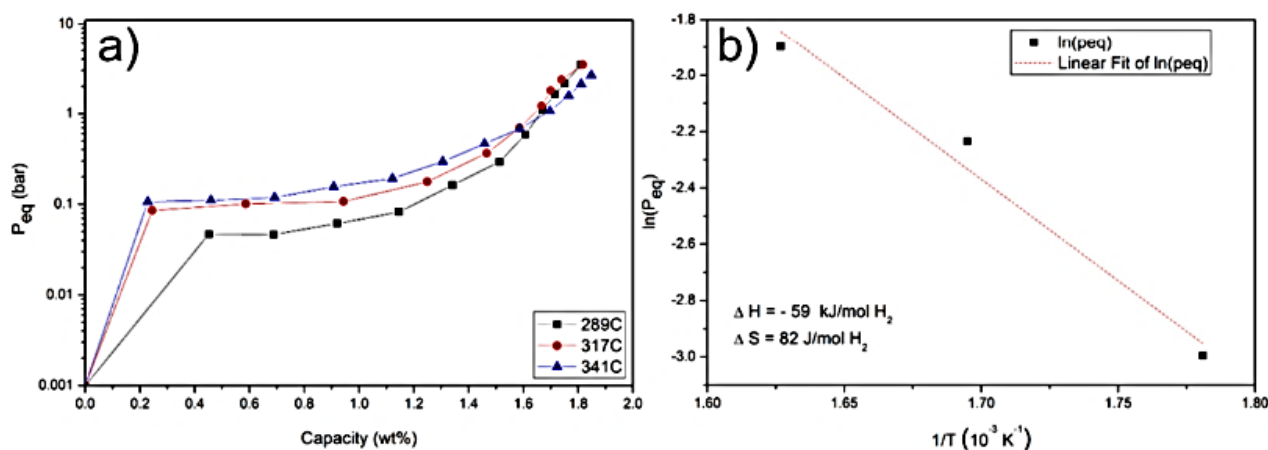 a)
10
1
0.1
0.01
0.001
P_eq (bar)
0.0 0.2 0.4 0.6 0.8 1.0 1.2 1.4 1.6 1.8 2.0
Capacity (wt%)
289C
317C
341C
b)
-1.8
-2.0
-2.2
-2.4
-2.6
-2.8
-3.0
ln(P_eq)
ln(peq)
Linear Fit of ln(peq)
Δ H = - 59 kJ/mol H₂
Δ S = 82 J/mol H₂
1.60 1.65 1.70 1.75 1.80
1/T (10⁻³ K⁻¹)